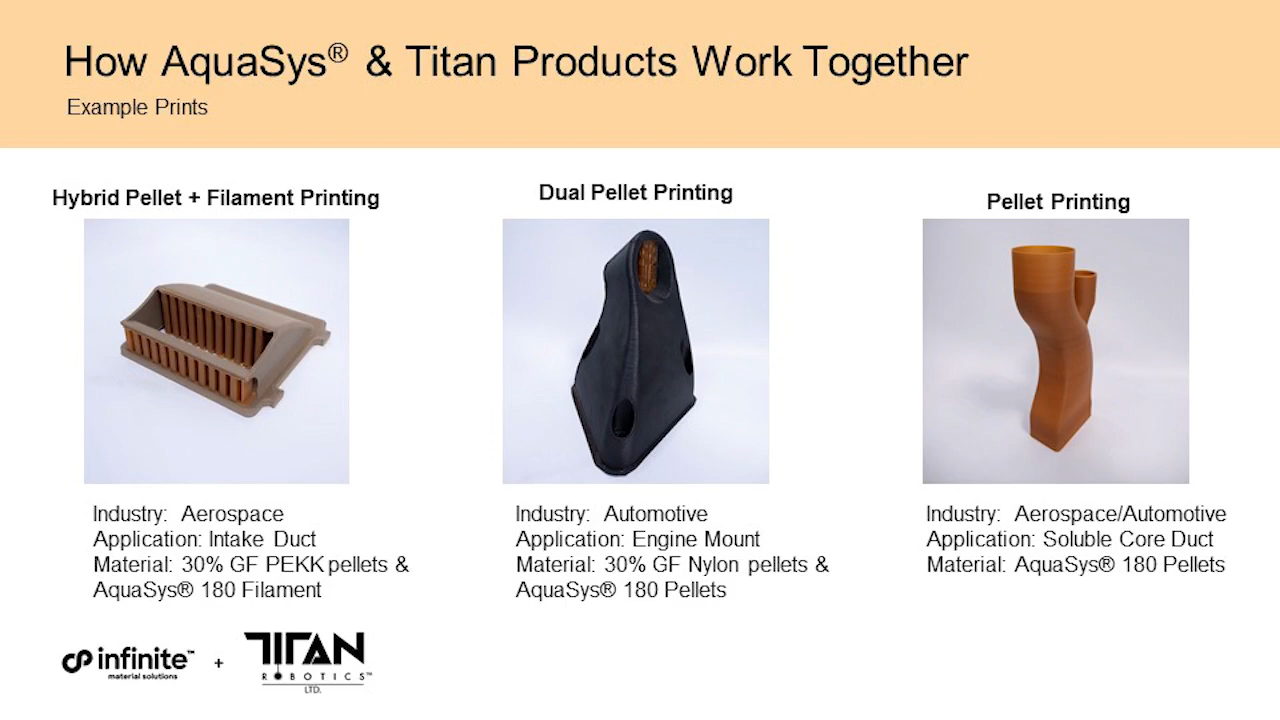 How AquaSys® & Titan Products Work Together
Example Prints
Hybrid Pellet + Filament Printing
Industry: Aerospace
Application: Intake Duct
Material: 30% GF PEKK pellets &
AquaSys® 180 Filament
Dual Pellet Printing
Industry: Automotive
Application: Engine Mount
Material: 30% GF Nylon pellets &
AquaSys® 180 Pellets
Pellet Printing
Industry: Aerospace/Automotive
Application: Soluble Core Duct
Material: AquaSys® 180 Pellets
infinite™
material solutions
+
TITAN
ROBOTICS™
LTD.